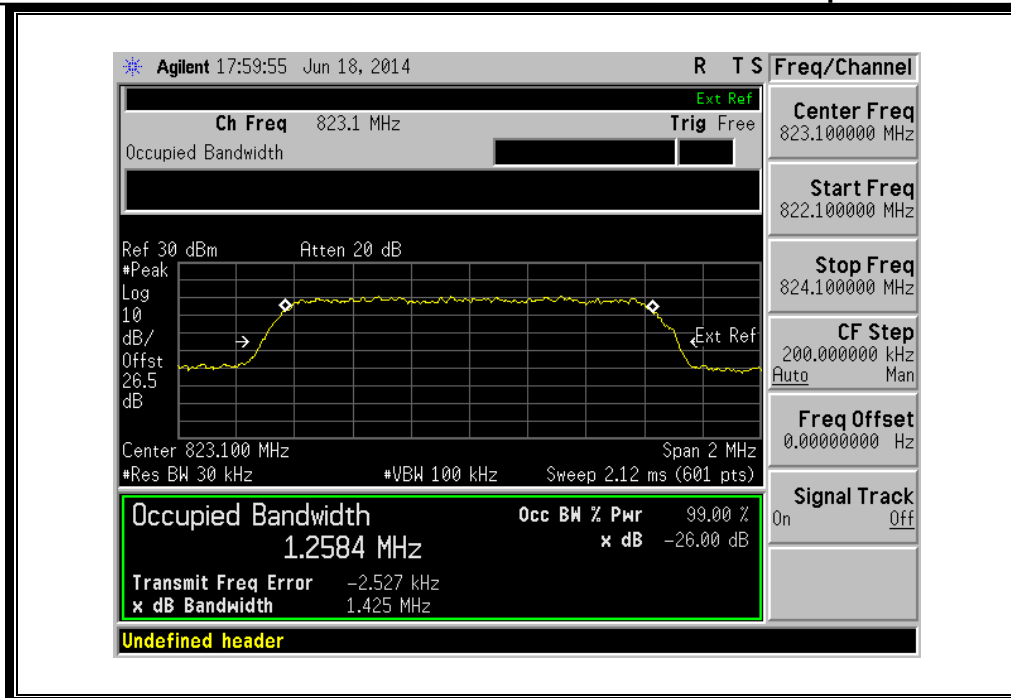 Agilent 17:59:55 Jun 18, 2014 R T S
Freq/Channel
Ext Ref
Ch Freq 823.1 MHz Trig Free
Occupied Bandwidth
Center Freq
823.100000 MHz
Start Freq
822.100000 MHz
Stop Freq
824.100000 MHz
CF Step
200.000000 kHz
Auto Man
Freq Offset
0.00000000 Hz
Signal Track
On Off
Ref 30 dBm Atten 20 dB
#Peak
Log
10
dB/
Offst
26.5
dB
Ext Ref
Center 823.100 MHz Span 2 MHz
#Res BW 30 kHz #VBW 100 kHz Sweep 2.12 ms (601 pts)
Occupied Bandwidth
1.2584 MHz
Occ BW % Pwr 99.00 %
x dB -26.00 dB
Transmit Freq Error -2.527 kHz
x dB Bandwidth 1.425 MHz
Undefined header